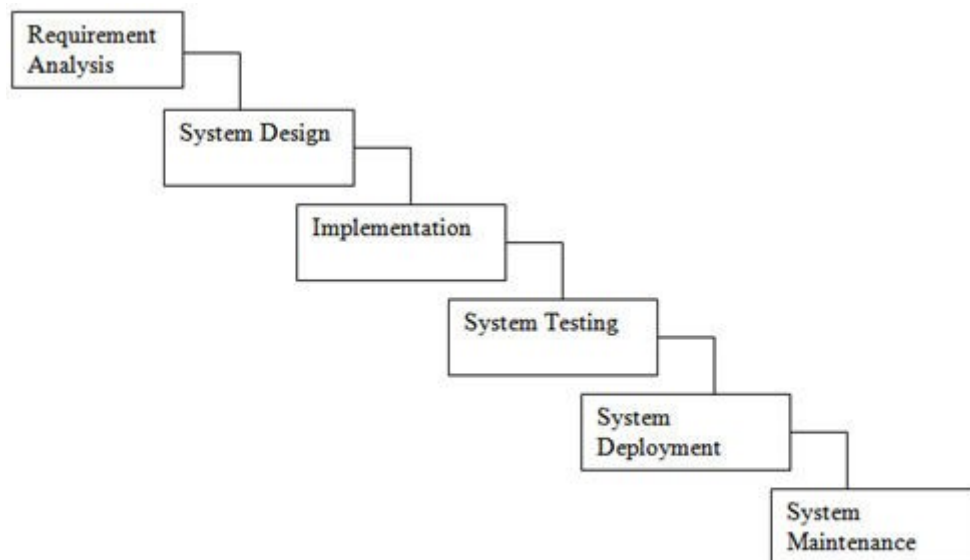 Requirement
Analysis
System Design
Implementation
System Testing
System
Deployment
System
Maintenance